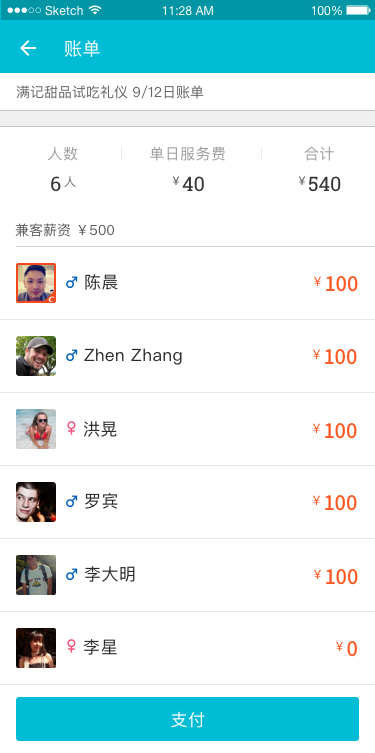 Sketch 11:28 AM 100%
账单
满记甜品试吃礼仪 9/12日账单
人数 单日服务费 合计
6人 ¥40 ¥540
兼客薪资 ¥500
陈晨 ¥100
Zhen Zhang ¥100
洪晃 ¥100
罗宾 ¥100
李大明 ¥100
李星 ¥0
支付